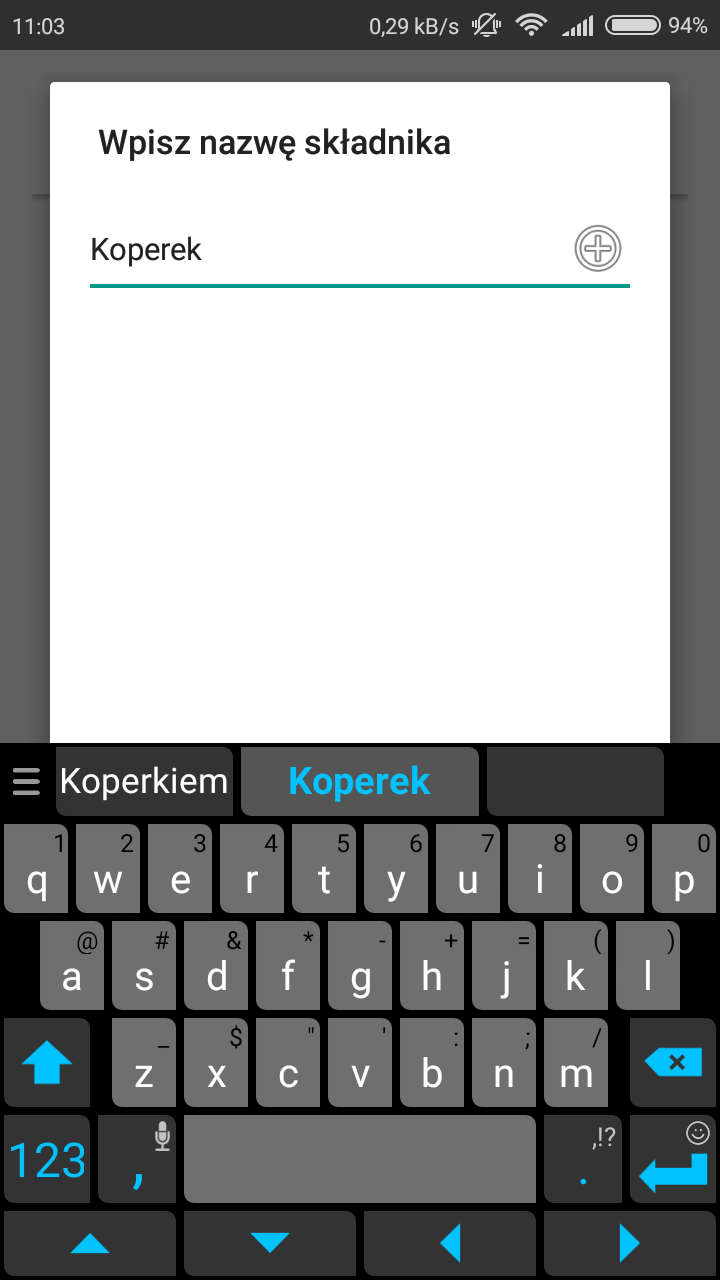 11:03 0,29 kB/s 94%
Wpisz nazwę składnika
Koperek
Koperkiem Koperek
1 2 3 4 5 6 7 8 9 0
q w e r t y u i o p
@ # & * - + = ( )
a s d f g h j k l
_ $ " ' : ; /
z x c v b n m
,!?
123 , .